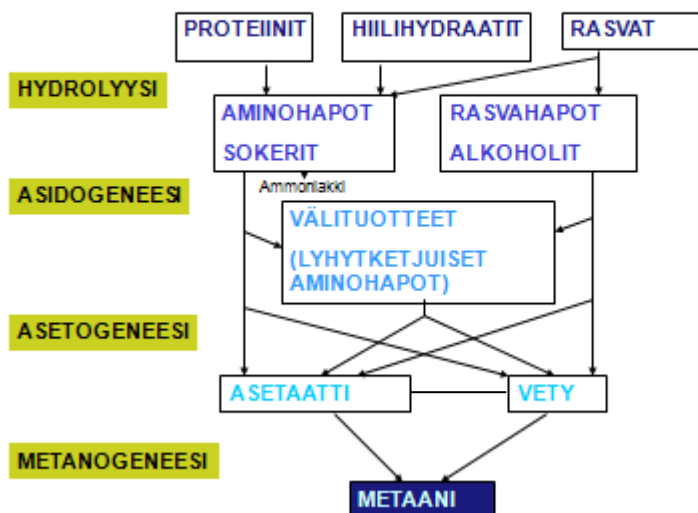 PROTEIINIT
HIILIHYDRAATIT
RASVAT
HYDROLYYSI
AMINOHAPOT
SOKERIT
RASVAHAPOT
ALKOHOLIT
Ammoniakki
ASIDOGENEESI
VÄLITUOTTEET
(LYHYTKETJUISET
AMINOHAPOT)
ASETOGENEESI
ASETAATTI
VETY
METANOGENEESI
METAANI